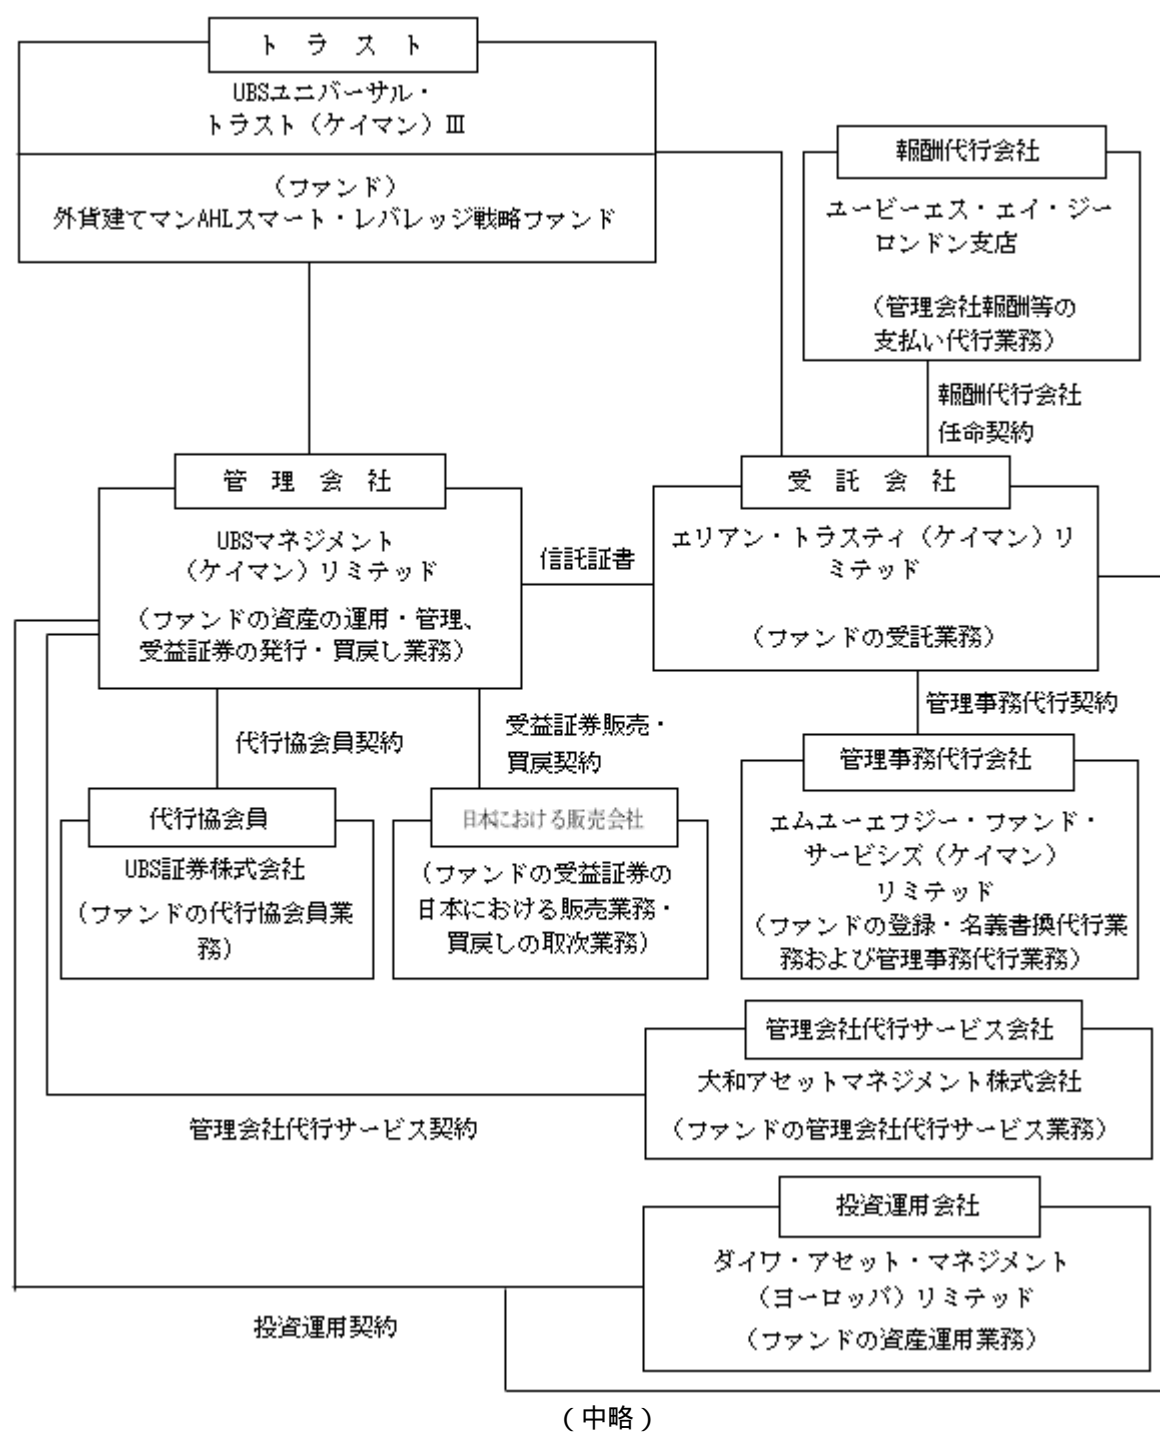 ト ラ ス ト
UBSユニバーサル・
トラスト（ケイマン）Ⅲ
（ファンド）
外貨建てマンAHLスマート・レバレッジ戦略ファンド
報酬代行会社
ユービーエス・エイ・ジー
ロンドン支店
（管理会社報酬等の
支払い代行業務）
報酬代行会社
任命契約
管 理 会 社
UBSマネジメント
（ケイマン）リミテッド
（ファンドの資産の運用・管理、
受益証券の発行・買戻し業務）
信託証書
受 託 会 社
エリアン・トラスティ（ケイマン）リ
ミテッド
（ファンドの受託業務）
代行協会員契約
受益証券販売・
買戻契約
管理事務代行契約
代行協会員
UBS証券株式会社
（ファンドの代行協会員業
務）
日本における販売会社
（ファンドの受益証券の
日本における販売業務・
買戻しの取次業務）
管理事務代行会社
エムユーエフジー・ファンド・
サービシズ（ケイマン）
リミテッド
（ファンドの登録・名義書換代行業
務および管理事務代行業務）
管理会社代行サービス会社
大和アセットマネジメント株式会社
（ファンドの管理会社代行サービス業務）
管理会社代行サービス契約
投資運用会社
ダイワ・アセット・マネジメント
（ヨーロッパ）リミテッド
（ファンドの資産運用業務）
投資運用契約
（中略）